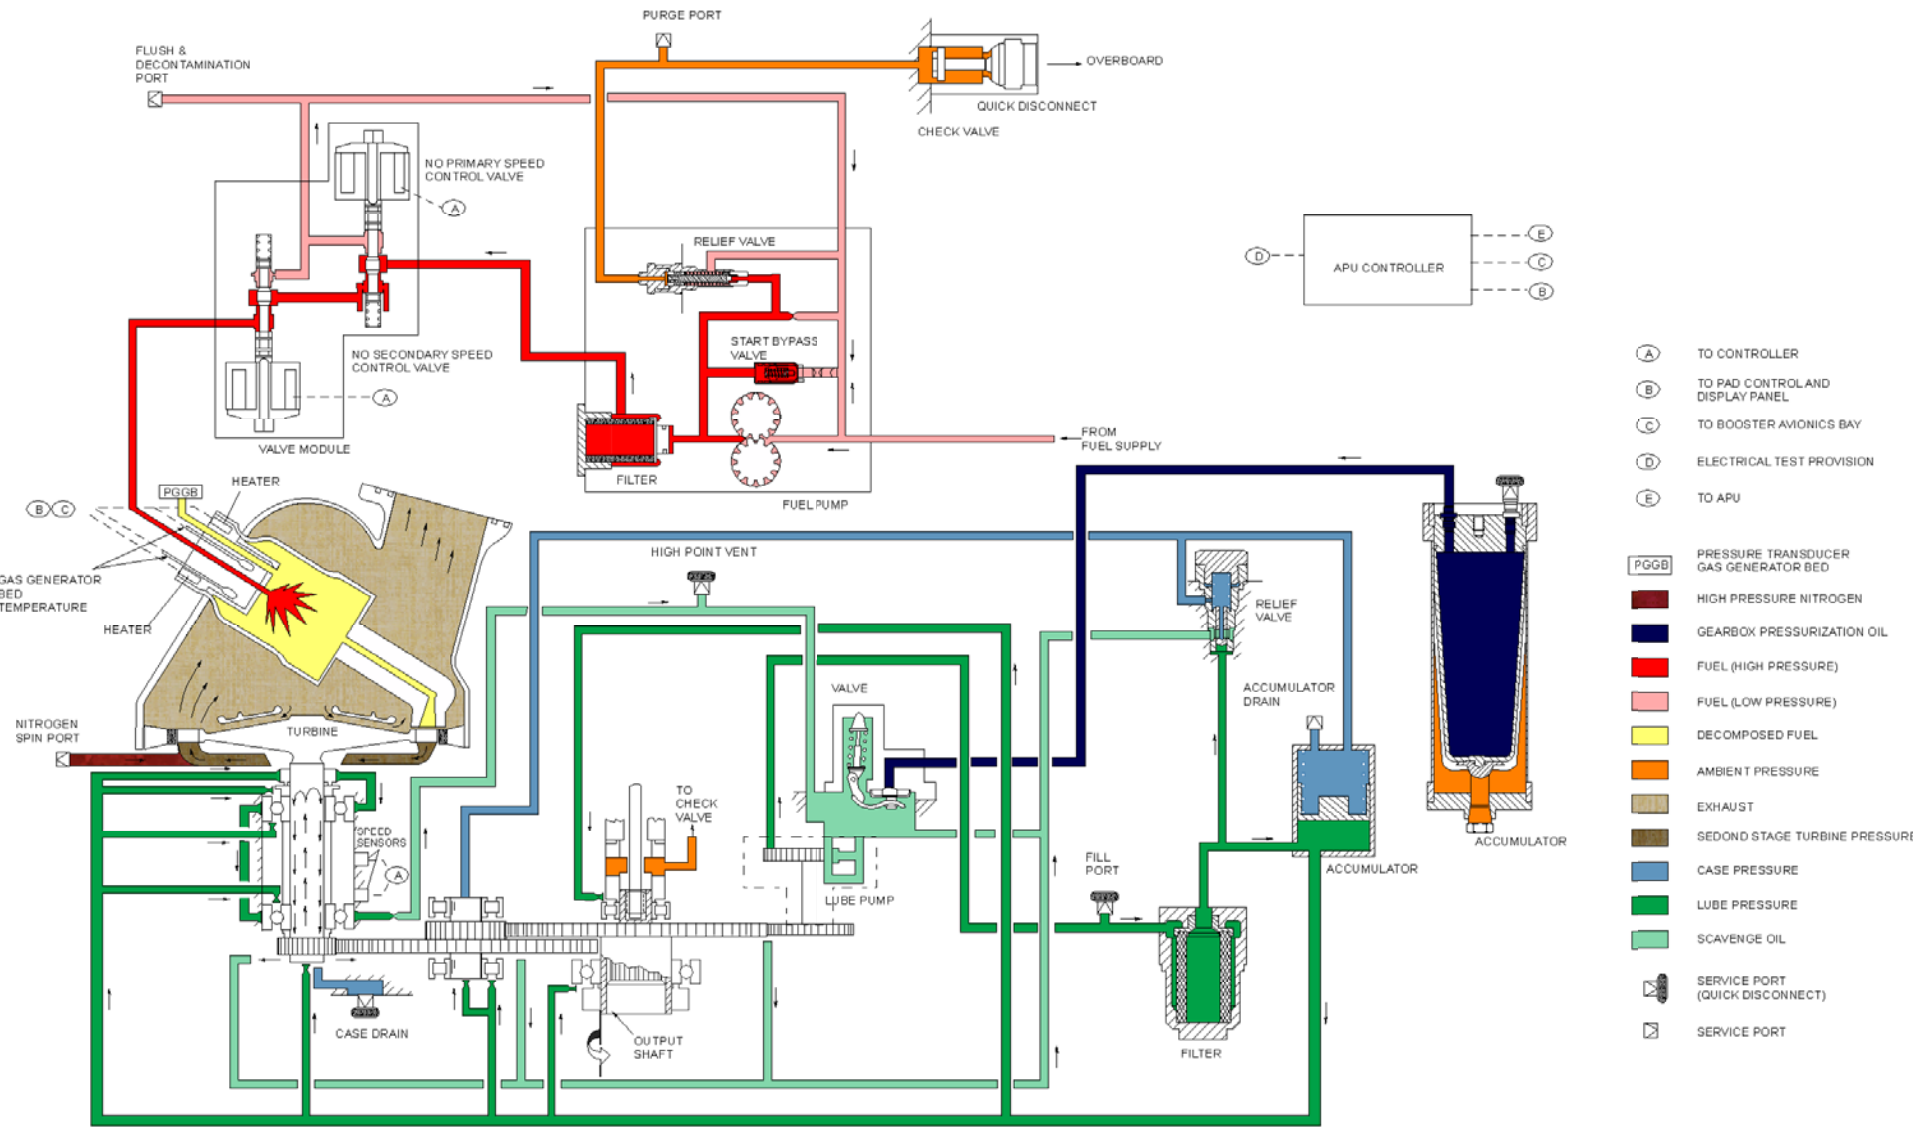 PURGE PORT
FLUSH &
DECONTAMINATION
PORT
OVERBOARD
QUICK DISCONNECT
CHECK VALVE
NO PRIMARY SPEED
CONTROL VALVE
A
RELIEF VALVE
E
D
APU CONTROLLER
C
B
START BYPASS
VALVE
NO SECONDARY SPEED
CONTROL VALVE
A
VALVE MODULE
FROM
FUEL SUPPLY
FILTER
FUEL PUMP
A
TO CONTROLLER
B
TO PAD CONTROL AND
DISPLAY PANEL
C
TO BOOSTER AVIONICS BAY
D
ELECTRICAL TEST PROVISION
E
TO APU
PGGB
PRESSURE TRANSDUCER
GAS GENERATOR BED
HIGH PRESSURE NITROGEN
GEARBOX PRESSURIZATION OIL
FUEL (HIGH PRESSURE)
FUEL (LOW PRESSURE)
DECOMPOSED FUEL
AMBIENT PRESSURE
EXHAUST
SEDOND STAGE TURBINE PRESSURE
CASE PRESSURE
LUBE PRESSURE
SCAVENGE OIL
SERVICE PORT
(QUICK DISCONNECT)
SERVICE PORT
PGGB
HEATER
B C
GAS GENERATOR
BED
TEMPERATURE
HEATER
HIGH POINT VENT
RELIEF
VALVE
NITROGEN
SPIN PORT
TURBINE
VALVE
ACCUMULATOR
DRAIN
TO
CHECK
VALVE
SPEED
SENSORS
A
ACCUMULATOR
ACCUMULATOR
FILL
PORT
LUBE PUMP
CASE DRAIN
OUTPUT
SHAFT
FILTER